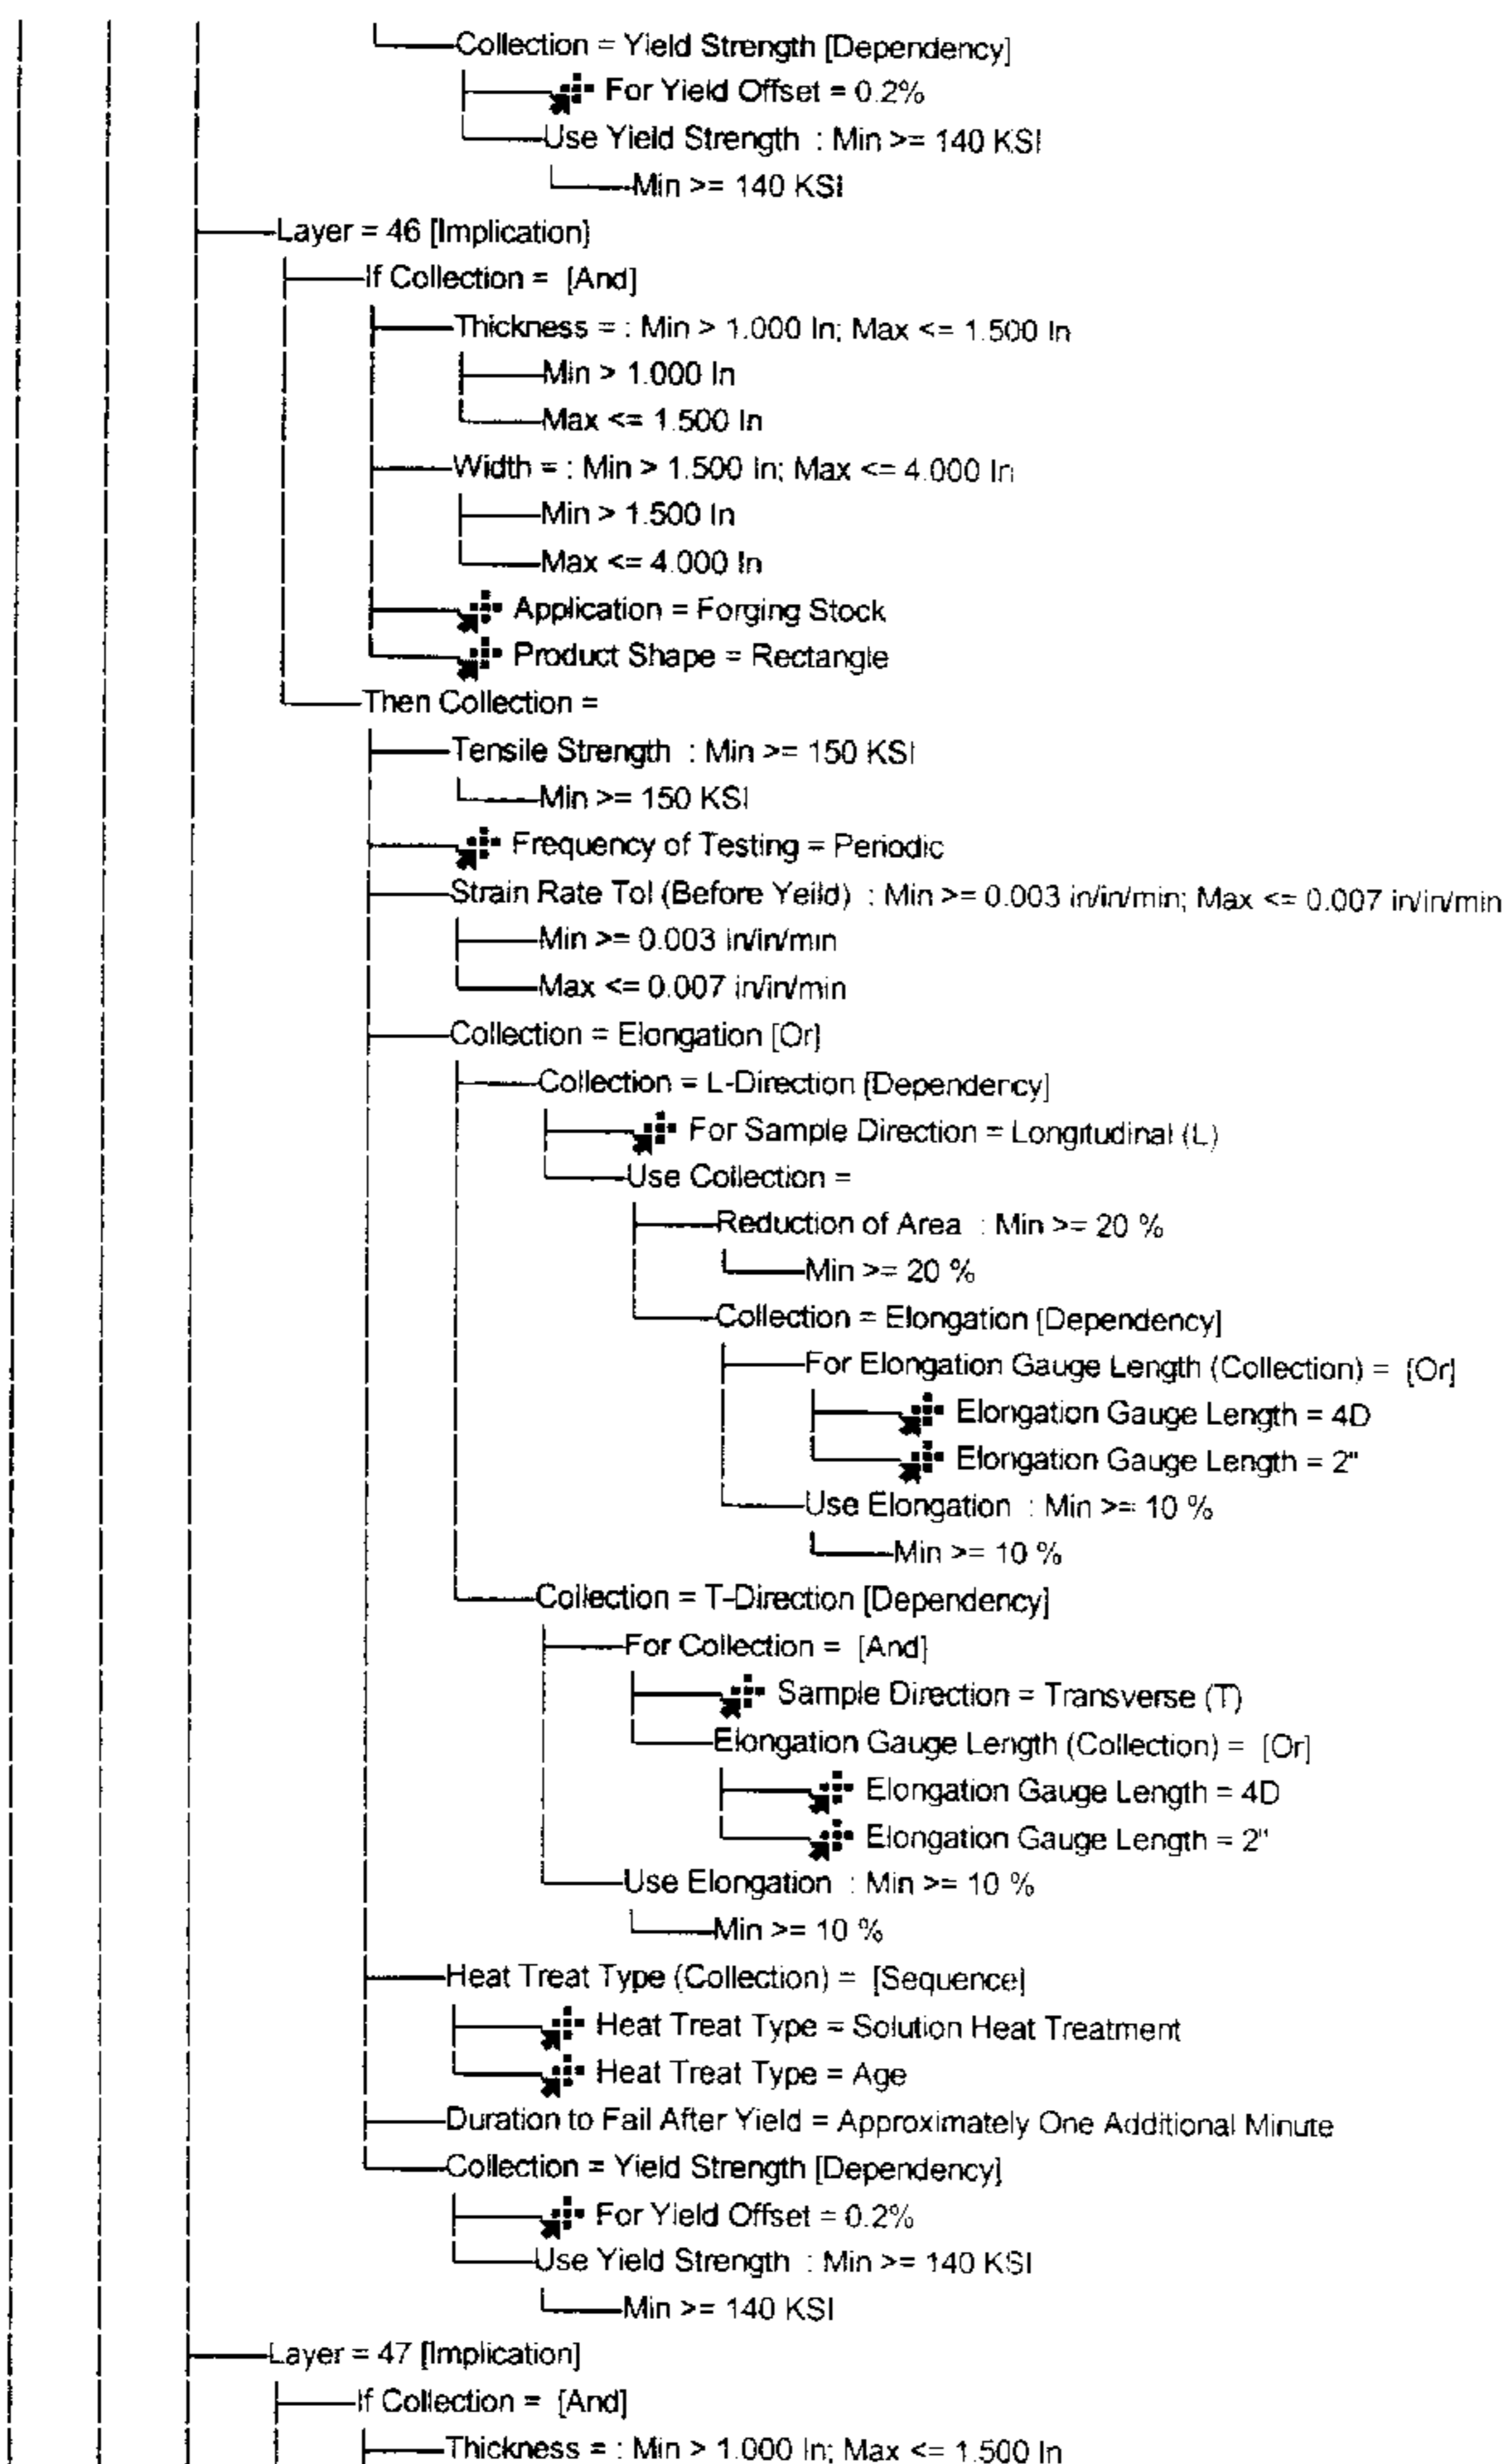 Collection = Yield Strength [Dependency]
For Yield Offset = 0.2%
Use Yield Strength : Min >= 140 KSI
Min >= 140 KSI
Layer = 46 [Implication]
If Collection = [And]
Thickness = : Min > 1.000 In; Max <= 1.500 In
Min > 1.000 In
Max <= 1.500 In
Width = : Min > 1.500 In; Max <= 4.000 In
Min > 1.500 In
Max <= 4.000 In
Application = Forging Stock
Product Shape = Rectangle
Then Collection =
Tensile Strength : Min >= 150 KSI
Min >= 150 KSI
Frequency of Testing = Periodic
Strain Rate Tol (Before Yeild) : Min >= 0.003 in/in/min; Max <= 0.007 in/in/min
Min >= 0.003 in/in/min
Max <= 0.007 in/in/min
Collection = Elongation [Or]
Collection = L-Direction [Dependency]
For Sample Direction = Longitudinal (L)
Use Collection =
Reduction of Area : Min >= 20 %
Min >= 20 %
Collection = Elongation [Dependency]
For Elongation Gauge Length (Collection) = [Or]
Elongation Gauge Length = 4D
Elongation Gauge Length = 2"
Use Elongation : Min >= 10 %
Min >= 10 %
Collection = T-Direction [Dependency]
For Collection = [And]
Sample Direction = Transverse (T)
Elongation Gauge Length (Collection) = [Or]
Elongation Gauge Length = 4D
Elongation Gauge Length = 2"
Use Elongation : Min >= 10 %
Min >= 10 %
Heat Treat Type (Collection) = [Sequence]
Heat Treat Type = Solution Heat Treatment
Heat Treat Type = Age
Duration to Fail After Yield = Approximately One Additional Minute
Collection = Yield Strength [Dependency]
For Yield Offset = 0.2%
Use Yield Strength : Min >= 140 KSI
Min >= 140 KSI
Layer = 47 [Implication]
If Collection = [And]
Thickness = : Min > 1.000 In; Max <= 1.500 In